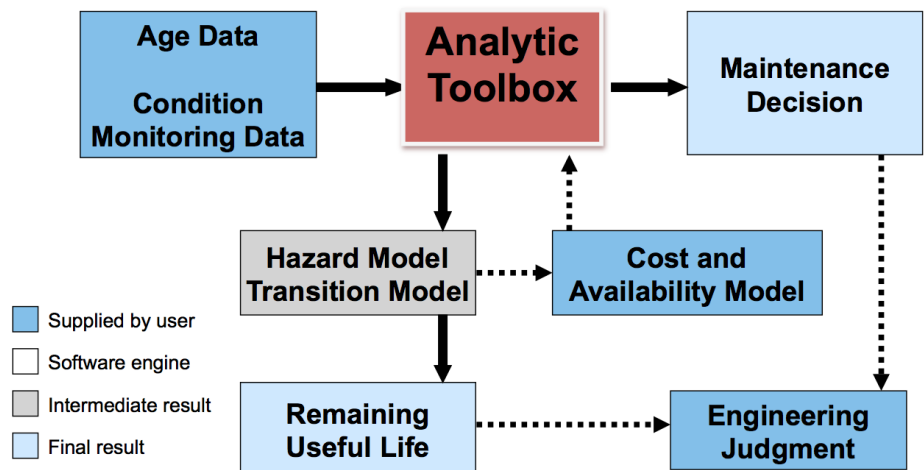 Age Data
Condition
Monitoring Data
Analytic
Toolbox
Maintenance
Decision
Hazard Model
Transition Model
Cost and
Availability Model
Supplied by user
Software engine
Intermediate result
Final result
Remaining
Useful Life
Engineering
Judgment